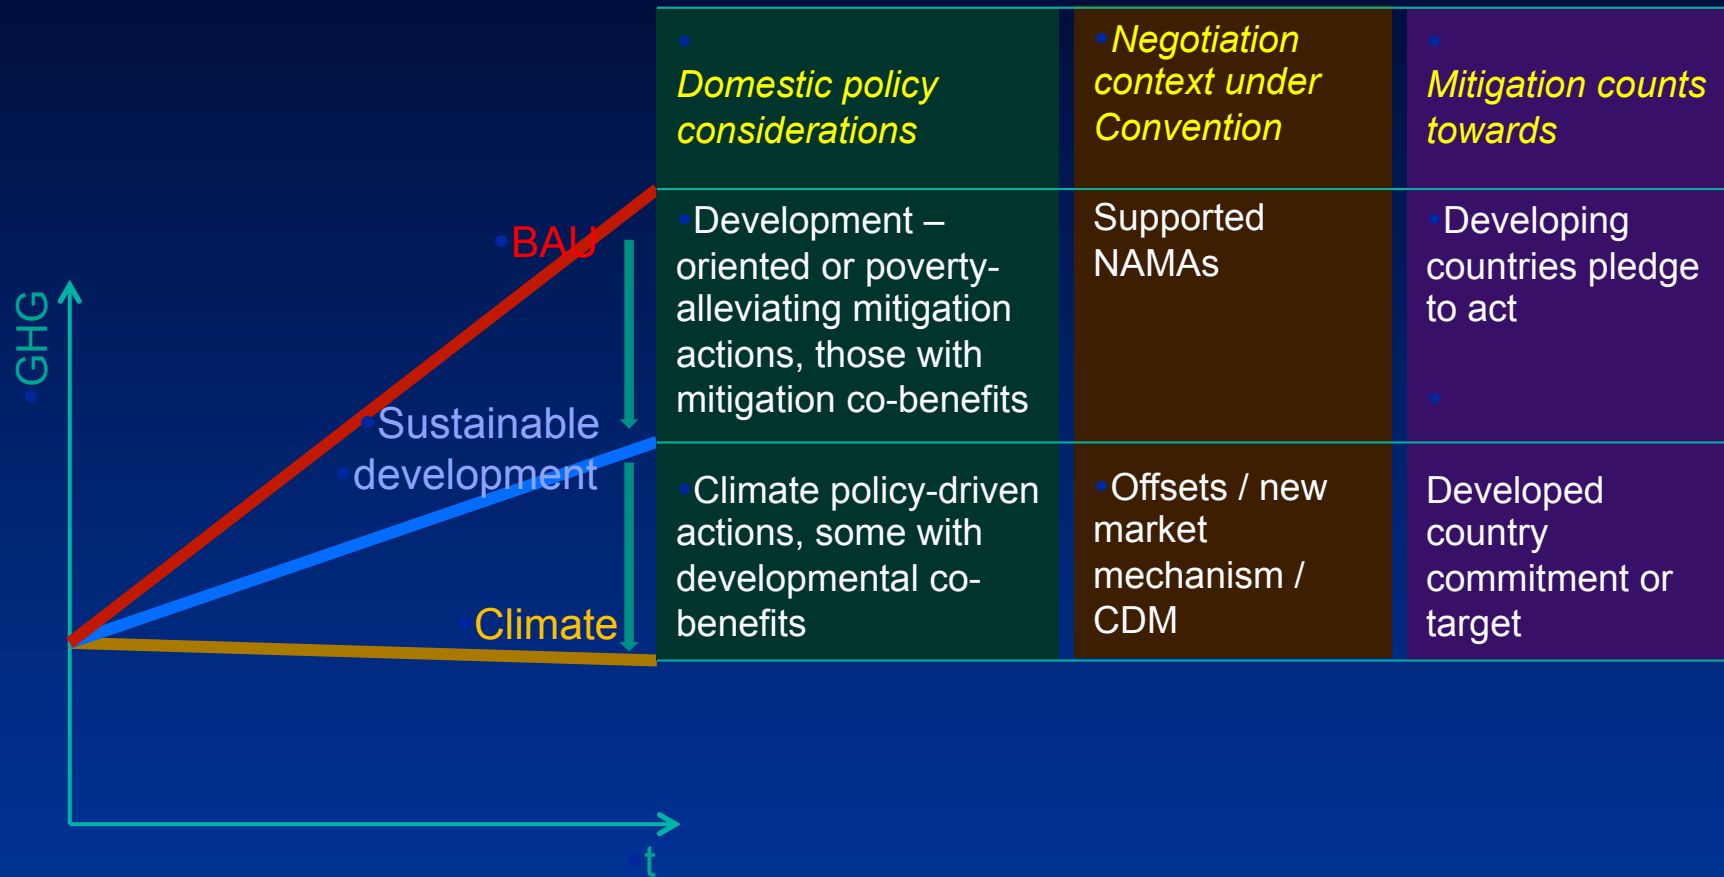 GHG
•BAU
•Sustainable
•development
•Climate
•t
•
Domestic policy
considerations
•Negotiation
context under
Convention
•
Mitigation counts
towards
•Development –
oriented or poverty-
alleviating mitigation
actions, those with
mitigation co-benefits
Supported
NAMAs
•Developing
countries pledge
to act
•
•Climate policy-driven
actions, some with
developmental co-
benefits
•Offsets / new
market
mechanism /
CDM
Developed
country
commitment or
target